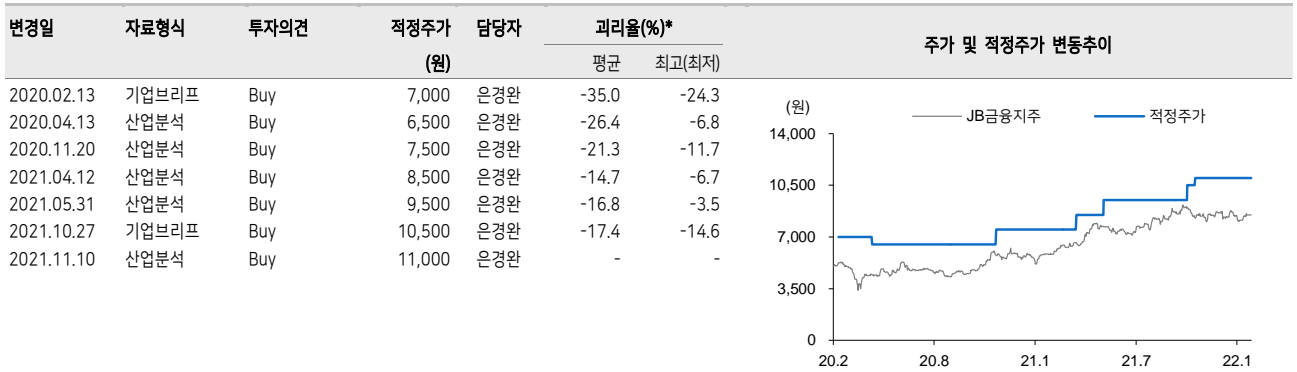 변경일 자료형식 투자의견 적정주가 담당자 괴리율(%)*
(원) 평균 최고(최저)
2020.02.13 기업브리프 Buy 7,000 은경완 -35.0 -24.3
2020.04.13 산업분석 Buy 6,500 은경완 -26.4 -6.8
2020.11.20 산업분석 Buy 7,500 은경완 -21.3 -11.7
2021.04.12 산업분석 Buy 8,500 은경완 -14.7 -6.7
2021.05.31 산업분석 Buy 9,500 은경완 -16.8 -3.5
2021.10.27 기업브리프 Buy 10,500 은경완 -17.4 -14.6
2021.11.10 산업분석 Buy 11,000 은경완 - -
주가 및 적정주가 변동추이
(원)
JB금융지주 적정주가
14,000
10,500
7,000
3,500
0
20.2 20.8 21.1 21.7 22.1